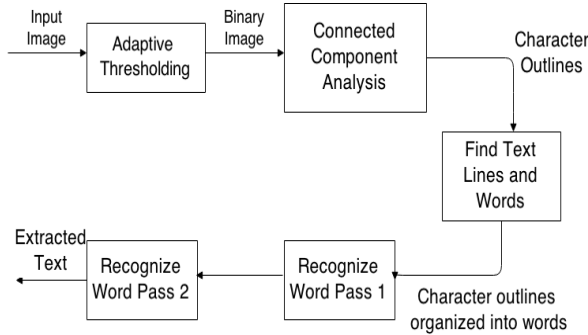 Input
Image
Adaptive
Thresholding
Binary
Image
Connected
Component
Analysis
Character
Outlines
Find Text
Lines and
Words
Character outlines
organized into words
Recognize
Word Pass 1
Recognize
Word Pass 2
Extracted
Text